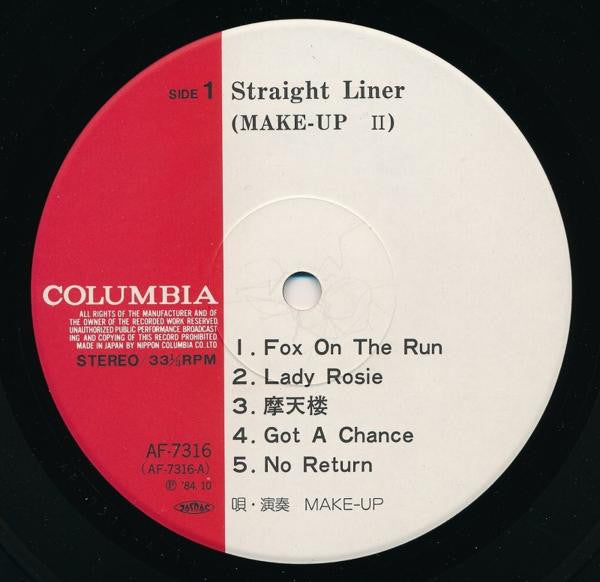 SIDE 1
Straight Liner
(MAKE-UP II)
COLUMBIA
ALL RIGHTS OF THE MANUFACTURER AND OF
THE OWNER OF THE RECORDED WORK RESERVED
UNAUTHORIZED PUBLIC PERFORMANCE BROADCAST
ING AND COPYING OF THIS RECORD PROHIBITED.
MADE IN JAPAN BY NIPPON COLUMBIA CO. LTD
STEREO 33⅓RPM
1. Fox On The Run
2. Lady Rosie
3. 摩天楼
4. Got A Chance
5. No Return
AF-7316
(AF-7316-A)
Ⓟ '84. 10
JASRAC
唄・演奏 MAKE-UP